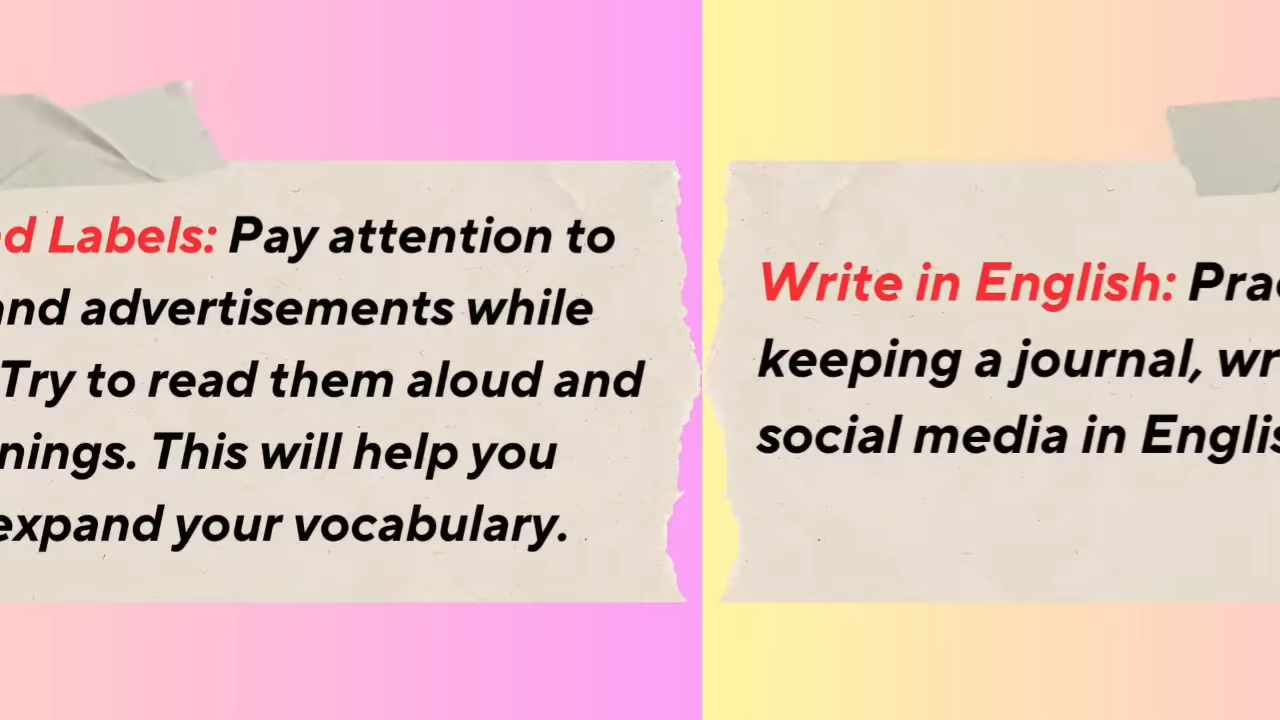 d Labels: Pay attention to
and advertisements while
Try to read them aloud and
nings. This will help you
expand your vocabulary.
Write in English: Prac
keeping a journal, wr
social media in Englis